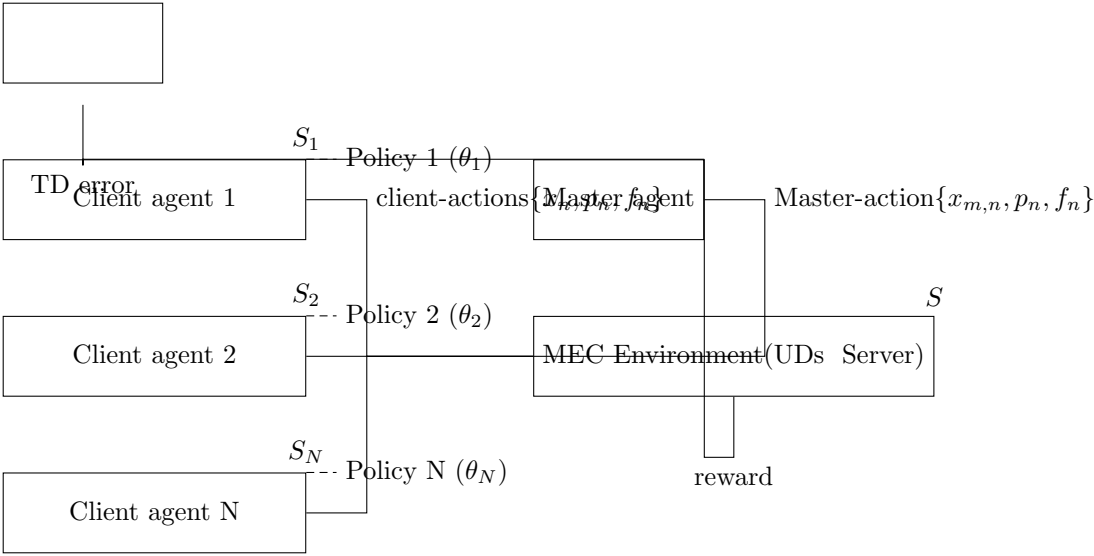 S_1
Policy 1 (θ_1)
TD error
Client agent 1
client-actions{x_n, p_n, f_n}
Master agent
Master-action{x_{m,n}, p_n, f_n}
S_2
S
Policy 2 (θ_2)
Client agent 2
MEC Environment(UDs Server)
S_N
Policy N (θ_N)
reward
Client agent N